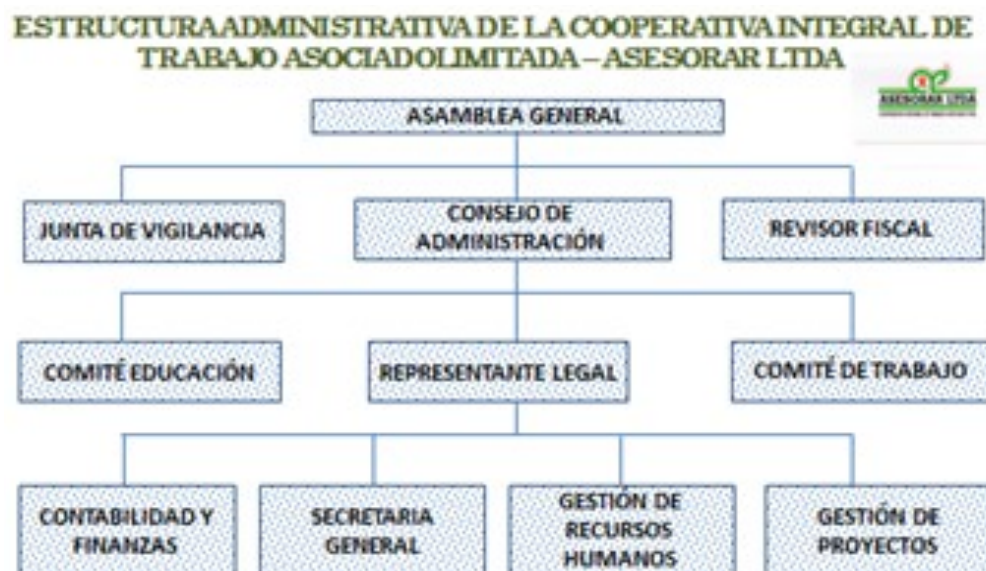 ESTRUCTURA ADMINISTRATIVA DE LA COOPERATIVA INTEGRAL DE
TRABAJO ASOCIADO LIMITADA – ASESORAR LTDA
ASESORAR LTDA
ASAMBLEA GENERAL
JUNTA DE VIGILANCIA
CONSEJO DE
ADMINISTRACIÓN
REVISOR FISCAL
COMITÉ EDUCACIÓN
REPRESENTANTE LEGAL
COMITÉ DE TRABAJO
CONTABILIDAD Y
FINANZAS
SECRETARIA
GENERAL
GESTIÓN DE
RECURSOS
HUMANOS
GESTIÓN DE
PROYECTOS